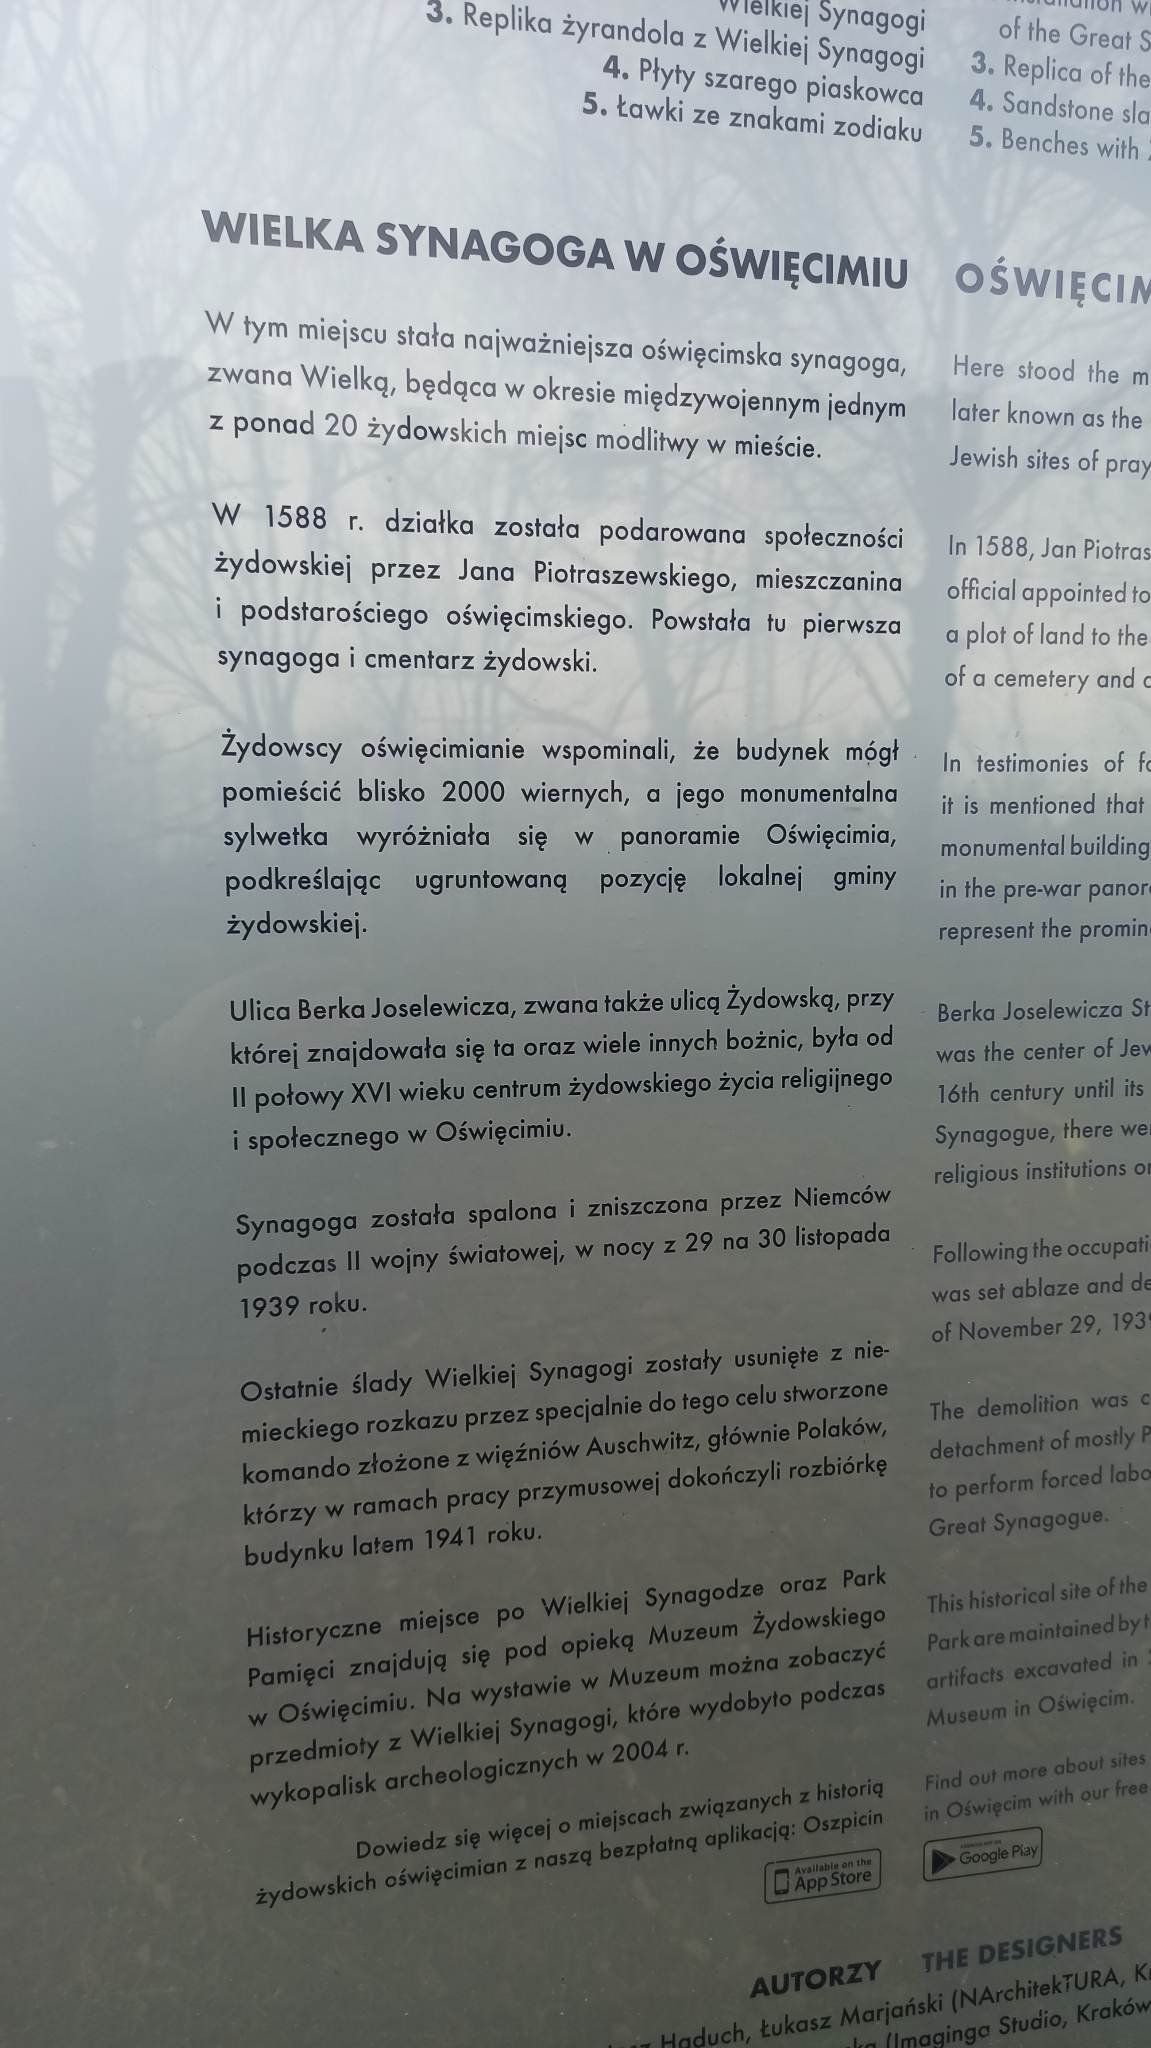 Wielkiej Synagogi
3. Replika żyrandola z Wielkiej Synagogi
4. Płyty szarego piaskowca
5. Ławki ze znakami zodiaku
of the Great S
3. Replica of the
4. Sandstone sla
5. Benches with
WIELKA SYNAGOGA W OŚWIĘCIMIU
W tym miejscu stała najważniejsza oświęcimska synagoga,
zwana Wielką, będąca w okresie międzywojennym jednym
z ponad 20 żydowskich miejsc modlitwy w mieście.
W 1588 r. działka została podarowana społeczności
żydowskiej przez Jana Piotraszewskiego, mieszczanina
i podstarościego oświęcimskiego. Powstała tu pierwsza
synagoga i cmentarz żydowski.
Żydowscy oświęcimianie wspominali, że budynek mógł
pomieścić blisko 2000 wiernych, a jego monumentalna
sylwetka wyróżniała się w panoramie Oświęcimia,
podkreślając ugruntowaną pozycję lokalnej gminy
żydowskiej.
Ulica Berka Joselewicza, zwana także ulicą Żydowską, przy
której znajdowała się ta oraz wiele innych bożnic, była od
II połowy XVI wieku centrum żydowskiego życia religijnego
i społecznego w Oświęcimiu.
Synagoga została spalona i zniszczona przez Niemców
podczas II wojny światowej, w nocy z 29 na 30 listopada
1939 roku.
Ostatnie ślady Wielkiej Synagogi zostały usunięte z nie-
mieckiego rozkazu przez specjalnie do tego celu stworzone
komando złożone z więźniów Auschwitz, głównie Polaków,
którzy w ramach pracy przymusowej dokończyli rozbiórkę
budynku latem 1941 roku.
Historyczne miejsce po Wielkiej Synagodze oraz Park
Pamięci znajdują się pod opieką Muzeum Żydowskiego
w Oświęcimiu. Na wystawie w Muzeum można zobaczyć
przedmioty z Wielkiej Synagogi, które wydobyto podczas
wykopalisk archeologicznych w 2004 r.
Dowiedz się więcej o miejscach związanych z historią
żydowskich oświęcimian z naszą bezpłatną aplikacją: Oszpicin
Available on the
App Store
OŚWIĘCIM
Here stood the m
later known as the
Jewish sites of pray
In 1588, Jan Piotras
official appointed to
a plot of land to the
of a cemetery and
In testimonies of fo
it is mentioned that
monumental building
in the pre-war panor
represent the promin
Berka Joselewicza St
was the center of Jew
16th century until its
Synagogue, there wer
religious institutions o
Following the occupati
was set ablaze and de
of November 29, 193
The demolition was c
detachment of mostly P
to perform forced labo
Great Synagogue.
This historical site of the
Park are maintained by t
artifacts excavated in
Museum in Oświęcim.
Find out more about sites
in Oświęcim with our free
Google Play
AUTORZY
THE DESIGNERS
Haduch, Łukasz Marjański (NArchitekTURA, K
(Imaginga Studio, Kraków